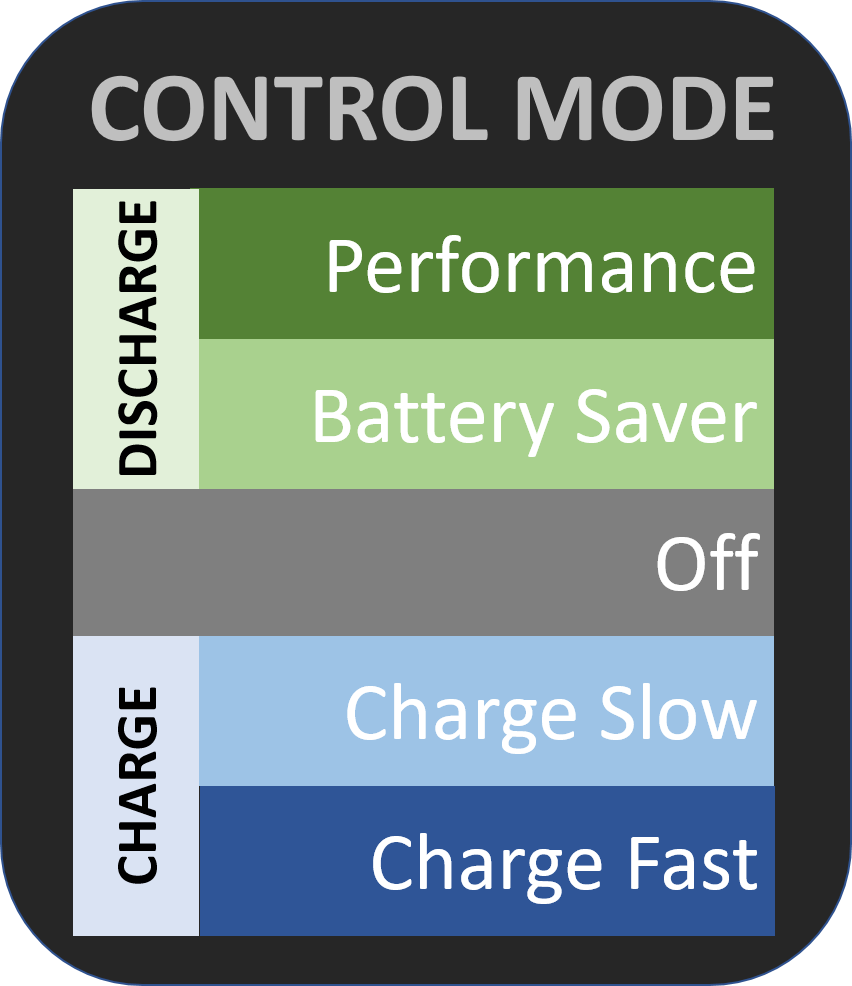 CONTROL MODE
DISCHARGE
Performance
Battery Saver
Off
CHARGE
Charge Slow
Charge Fast